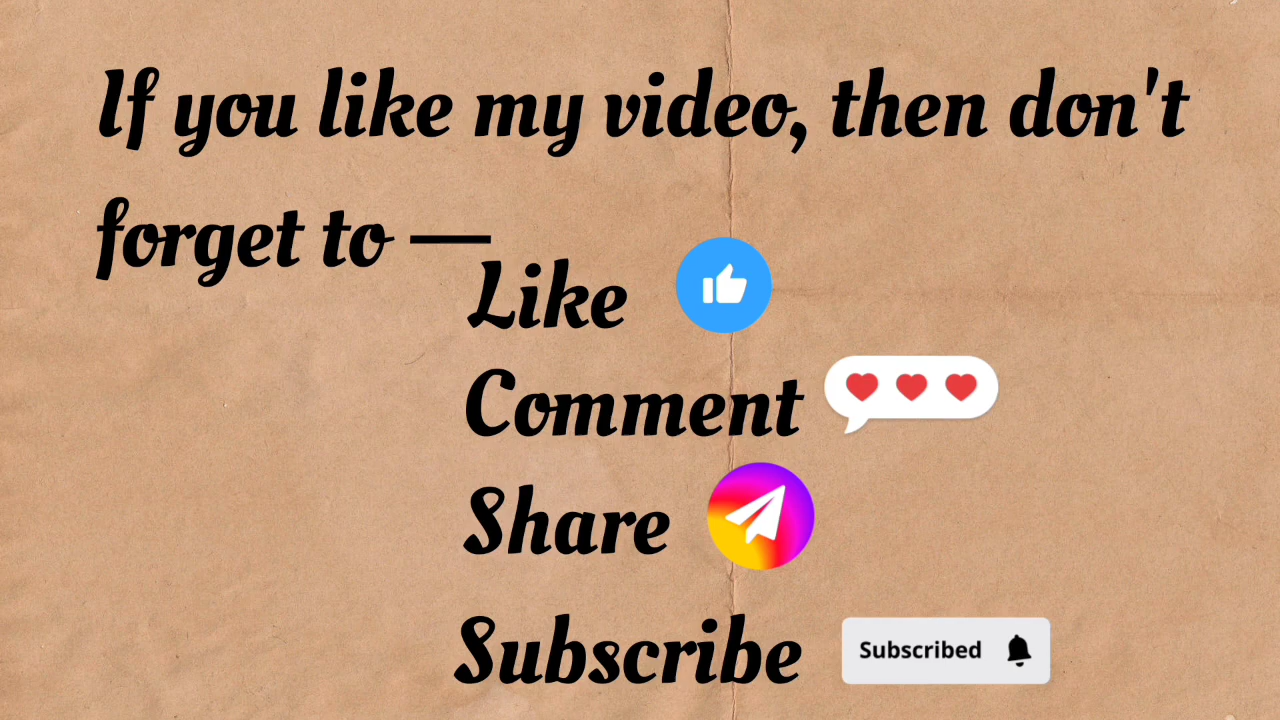 If you like my video, then don't
forget to —
Like
Comment
Share
Subscribe Subscribed